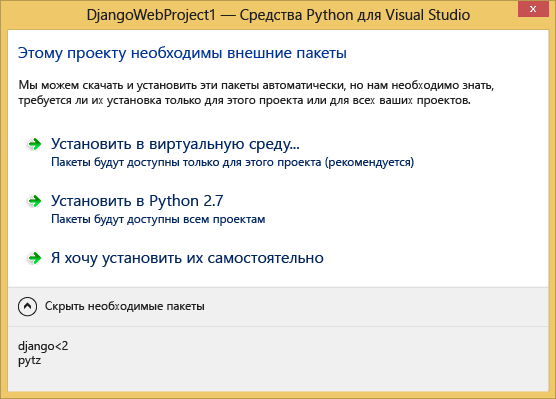 DjangoWebProject1 — Средства Python для Visual Studio
x
Этому проекту необходимы внешние пакеты
Мы можем скачать и установить эти пакеты автоматически, но нам необходимо знать,
требуется ли их установка только для этого проекта или для всех ваших проектов.
Установить в виртуальную среду...
Пакеты будут доступны только для этого проекта (рекомендуется)
Установить в Python 2.7
Пакеты будут доступны всем проектам
Я хочу установить их самостоятельно
Скрыть необходимые пакеты
django<2
pytz